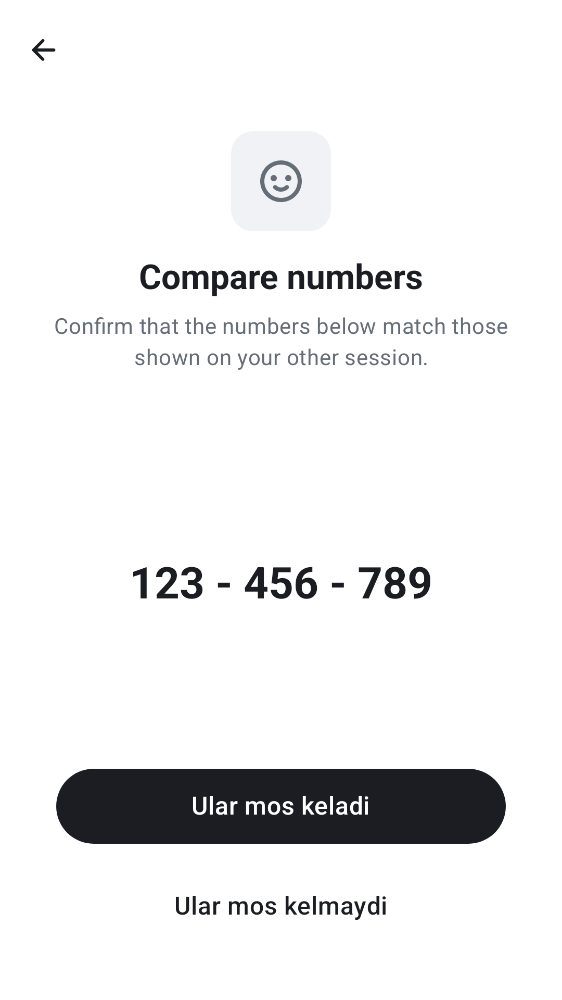 Compare numbers
Confirm that the numbers below match those
shown on your other session.
123 - 456 - 789
Ular mos keladi
Ular mos kelmaydi